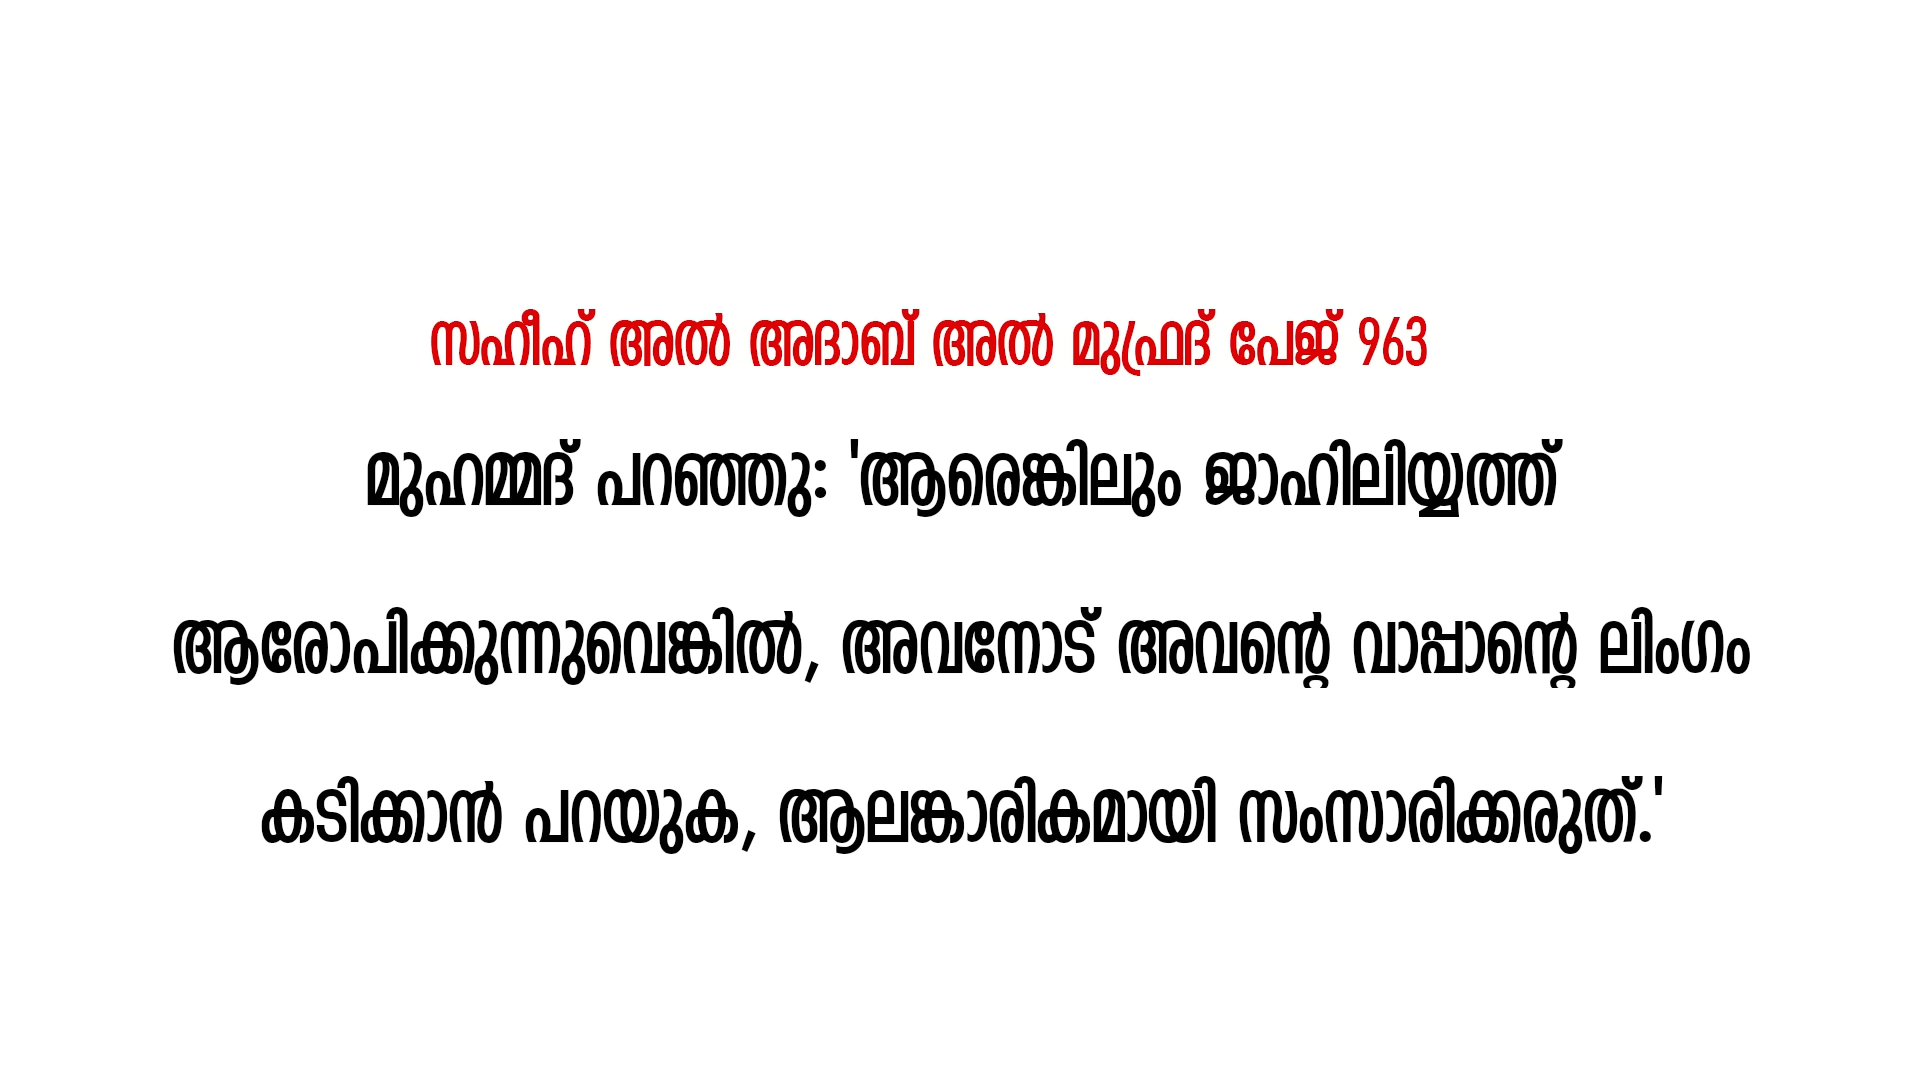 സഹീഹ് അൽ അദാബ് അൽ മുഫ്രദ് പേജ് 963
മുഹമ്മദ് പറഞ്ഞു: 'ആരെങ്കിലും ജാഹിലിയ്യത്ത്
ആരോപിക്കുന്നുവെങ്കിൽ, അവനോട് അവന്റെ വാപ്പാന്റെ ലിംഗം
കടിക്കാൻ പറയുക, ആലങ്കാരികമായി സംസാരിക്കരുത്.'